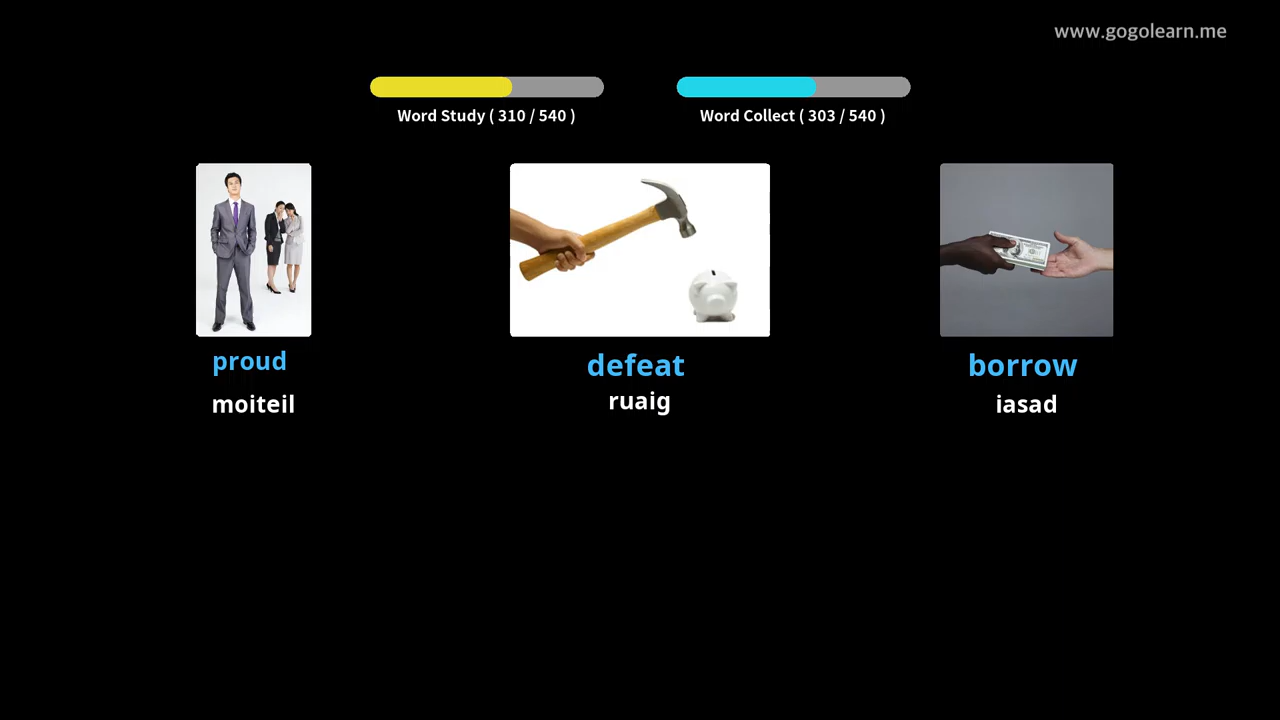 www.gogolearn.me
Word Study ( 310 / 540 )
Word Collect ( 303 / 540 )
proud
moiteil
defeat
ruaig
borrow
iasad